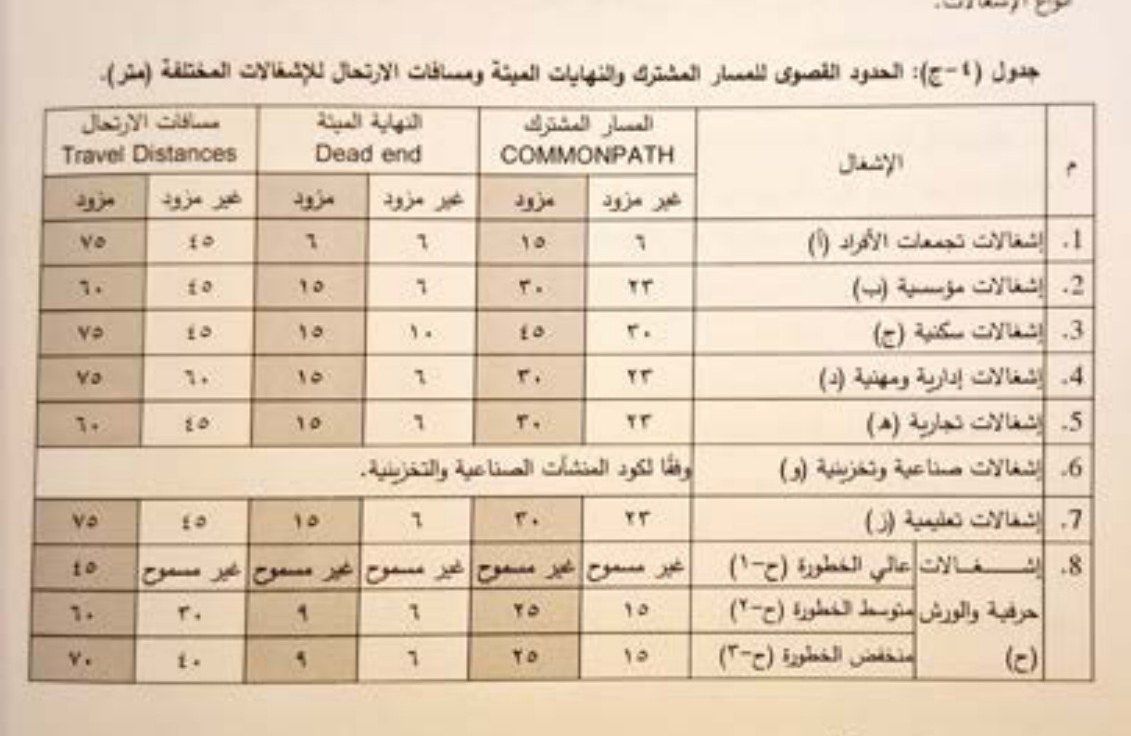 نوع الإشغالات.
جدول (٤-ج): الحدود القصوى للمسار المشترك والنهايات الميتة ومسافات الارتحال للإشغالات المختلفة (متر).
م الإشغال المسار المشترك النهاية الميتة مسافات الارتحال
COMMONPATH Dead end Travel Distances
غير مزود مزود غير مزود مزود غير مزود مزود
1. إشغالات تجمعات الأفراد (أ) ٦ ١٥ ٦ ٦ ٤٥ ٧٥
2. إشغالات مؤسسية (ب) ٢٣ ٣٠ ٦ ١٥ ٤٥ ٦٠
3. إشغالات سكنية (ج) ٣٠ ٤٥ ١٠ ١٥ ٤٥ ٧٥
4. إشغالات إدارية ومهنية (د) ٢٣ ٣٠ ٦ ١٥ ٦٠ ٧٥
5. إشغالات تجارية (هـ) ٢٣ ٣٠ ٦ ١٥ ٤٥ ٦٠
6. إشغالات صناعية وتخزينية (و) وفقًا لكود المنشآت الصناعية والتخزينية.
7. إشغالات تعليمية (ز) ٢٣ ٣٠ ٦ ١٥ ٤٥ ٧٥
8. إشغالات عالي الخطورة (ح-١) غير مسموح غير مسموح غير مسموح غير مسموح غير مسموح ٤٥
حرفية والورش متوسط الخطورة (ح-٢) ١٥ ٢٥ ٦ ٩ ٣٠ ٦٠
(ح) منخفض الخطورة (ح-٣) ١٥ ٢٥ ٦ ٩ ٤٠ ٧٠